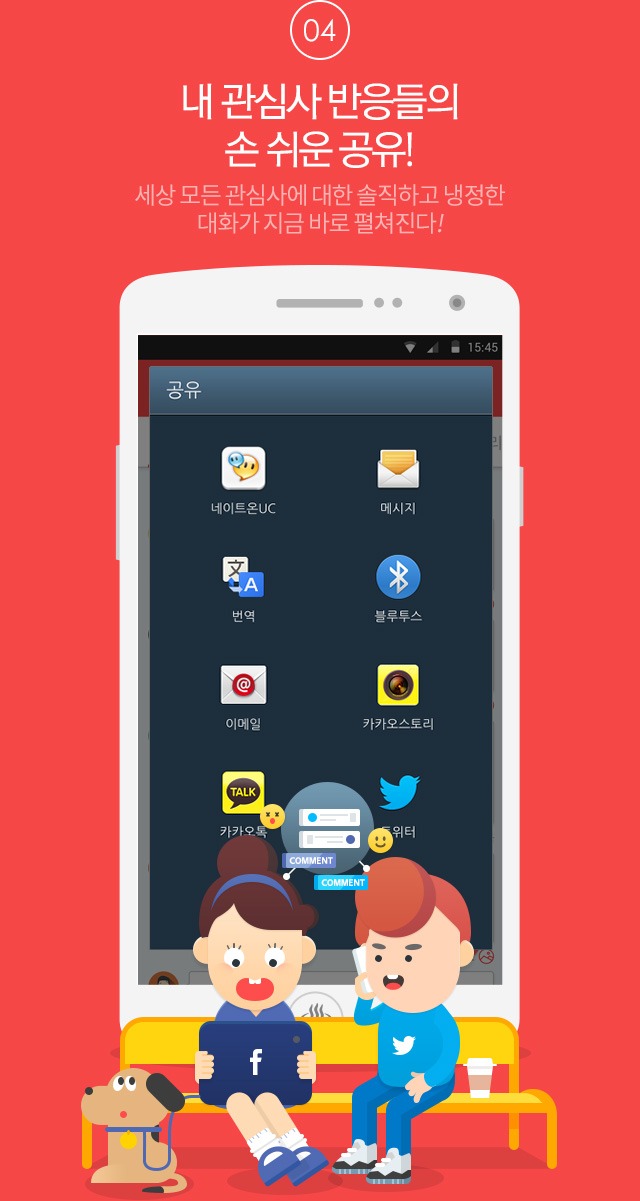 04
내 관심사 반응들의
손 쉬운 공유!
세상 모든 관심사에 대한 솔직하고 냉정한
대화가 지금 바로 펼쳐진다!
15:45
공유
네이트온UC
메시지
文
A
번역
블루투스
@
이메일
카카오스토리
TALK
카카오톡
트위터
COMMENT
COMMENT
f